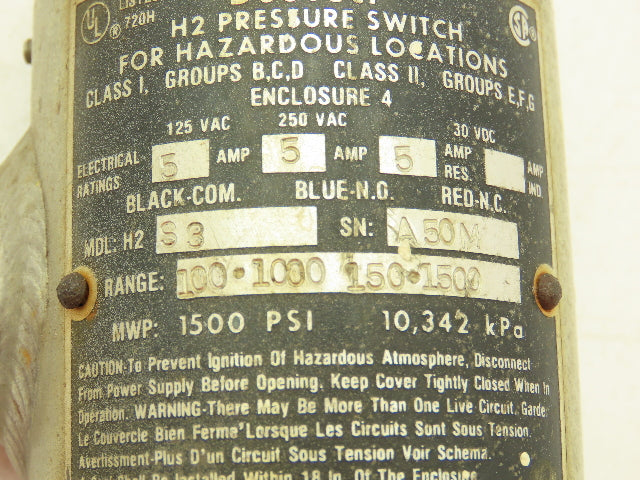 UL LISTED
® 720H
H2 PRESSURE SWITCH
FOR HAZARDOUS LOCATIONS
CLASS I, GROUPS B,C,D CLASS II, GROUPS E,F,G
ENCLOSURE 4
125 VAC 250 VAC 30 VDC
ELECTRICAL RATINGS 5 AMP 5 AMP 5 AMP RES. AMP IND.
BLACK-COM. BLUE-N.O. RED-N.C.
MDL: H2 S3 SN: A50M
RANGE: 100-1000 150-1500
MWP: 1500 PSI 10,342 kPa
CAUTION: To Prevent Ignition Of Hazardous Atmosphere, Disconnect
From Power Supply Before Opening. Keep Cover Tightly Closed When In
Operation. WARNING-There May Be More Than One Live Circuit. Garder
Le Couvercle Bien Ferme'Lorsque Les Circuits Sont Sous Tension.
Avertissment-Plus D'un Circuit Sous Tension Voir Schema.
Be Installed Within 18 In. Of The Enclosure